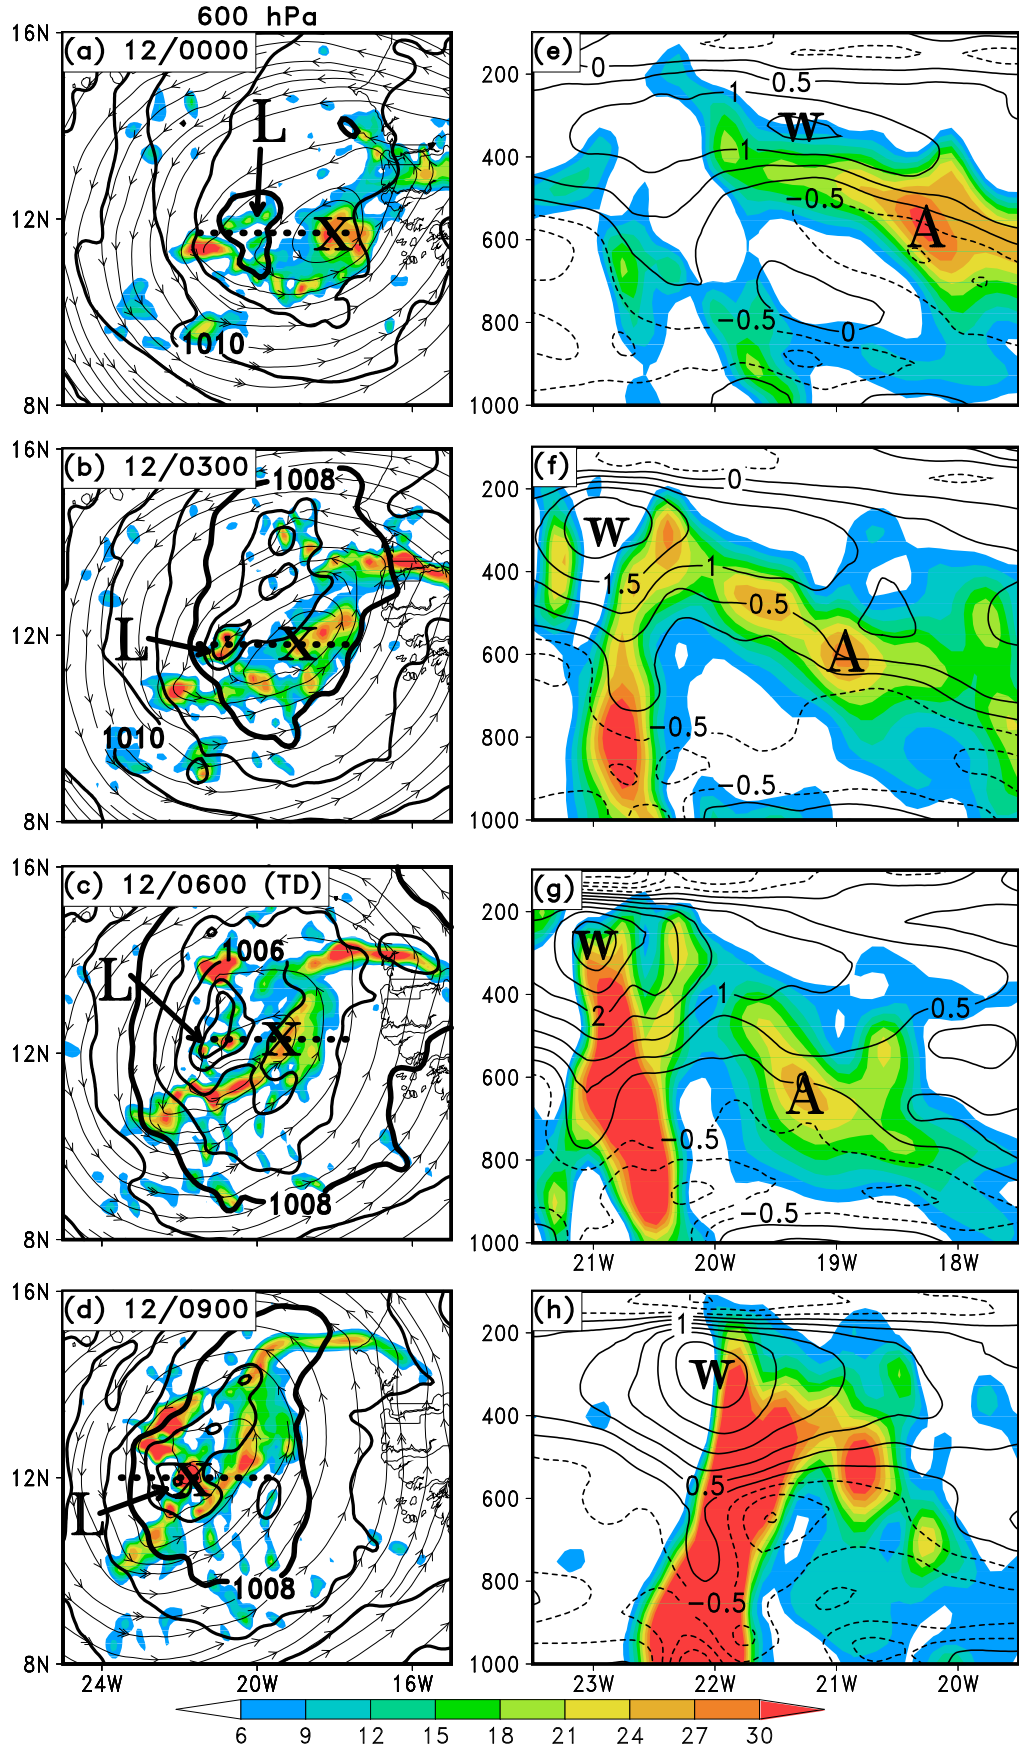 600 hPa
16N
(a) 12/0000
L
12N
X
1010
8N
(e)
200
0
0.5
1
W
400
1
-0.5
A
600
-0.5
0
800
1000
16N
(b) 12/0300
1008
12N
L
X
1010
8N
(f)
200
0
W
400
1
1.5
0.5
A
600
-0.5
800
-0.5
1000
16N
(c) 12/0600 (TD)
1006
L
12N
X
1008
8N
(g)
200
W
400
1
0.5
2
600
0
A
-0.5
800
-0.5
1000
21W 20W 19W 18W
16N
(d) 12/0900
12N
X
L
1008
8N
24W 20W 16W
(h)
200
1
W
400
0.5
600
800
-0.5
1000
23W 22W 21W 20W
6 9 12 15 18 21 24 27 30